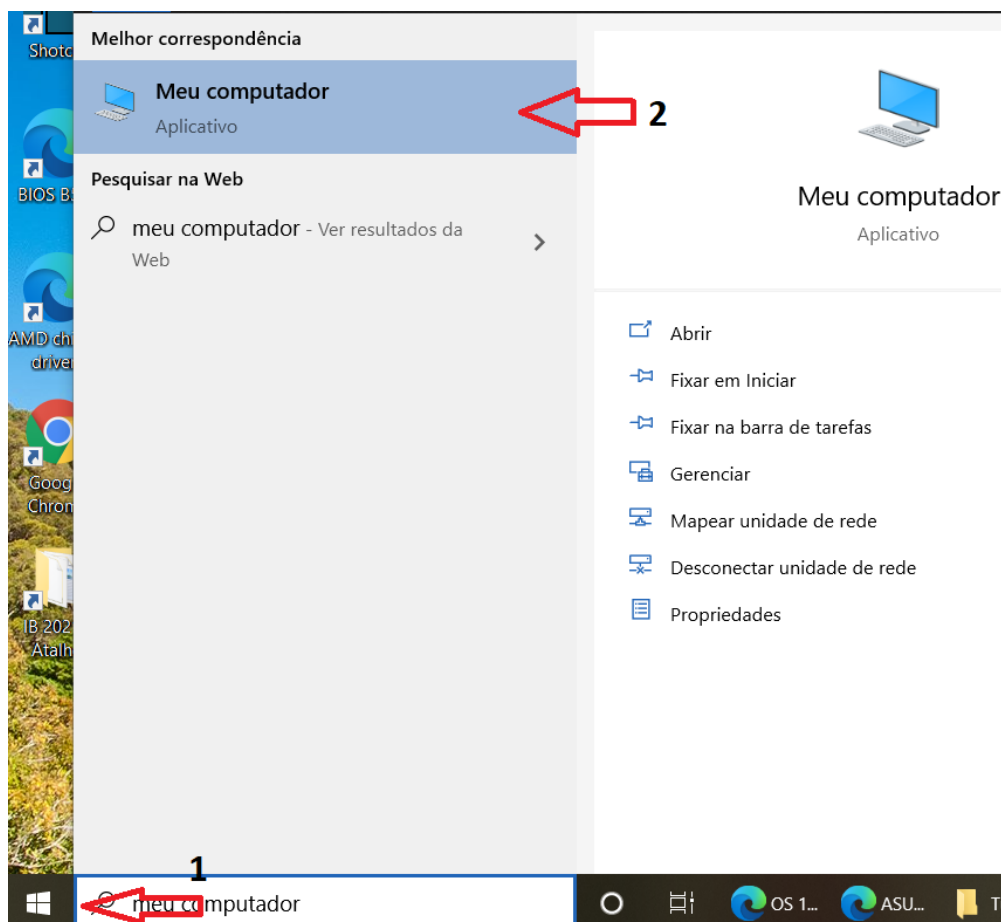 Shotc
BIOS B
AMD ch
drive
Goog
Chron
IB 202
Atalh
Melhor correspondência
Meu computador
Aplicativo
2
Pesquisar na Web
meu computador - Ver resultados da
Web
Meu computador
Aplicativo
Abrir
Fixar em Iniciar
Fixar na barra de tarefas
Gerenciar
Mapear unidade de rede
Desconectar unidade de rede
Propriedades
1
meu computador
OS 1...
ASU...
T